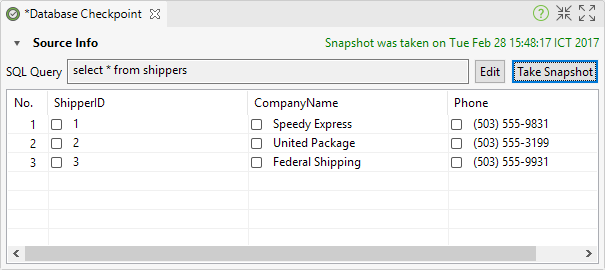 *Database Checkpoint
Source Info
Snapshot was taken on Tue Feb 28 15:48:17 ICT 2017
SQL Query select * from shippers Edit Take Snapshot
No. ShipperID CompanyName Phone
1 1 Speedy Express (503) 555-9831
2 2 United Package (503) 555-3199
3 3 Federal Shipping (503) 555-9931